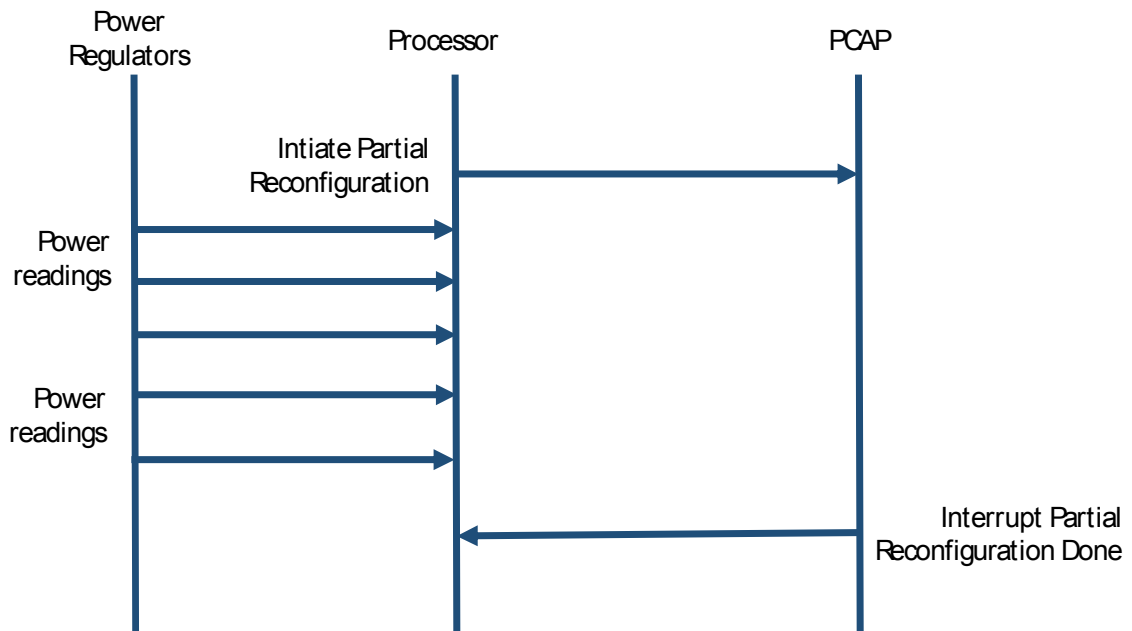 Power
Regulators
Processor
PCAP
Intiate Partial
Reconfiguration
Power
readings
Power
readings
Interrupt Partial
Reconfiguration Done